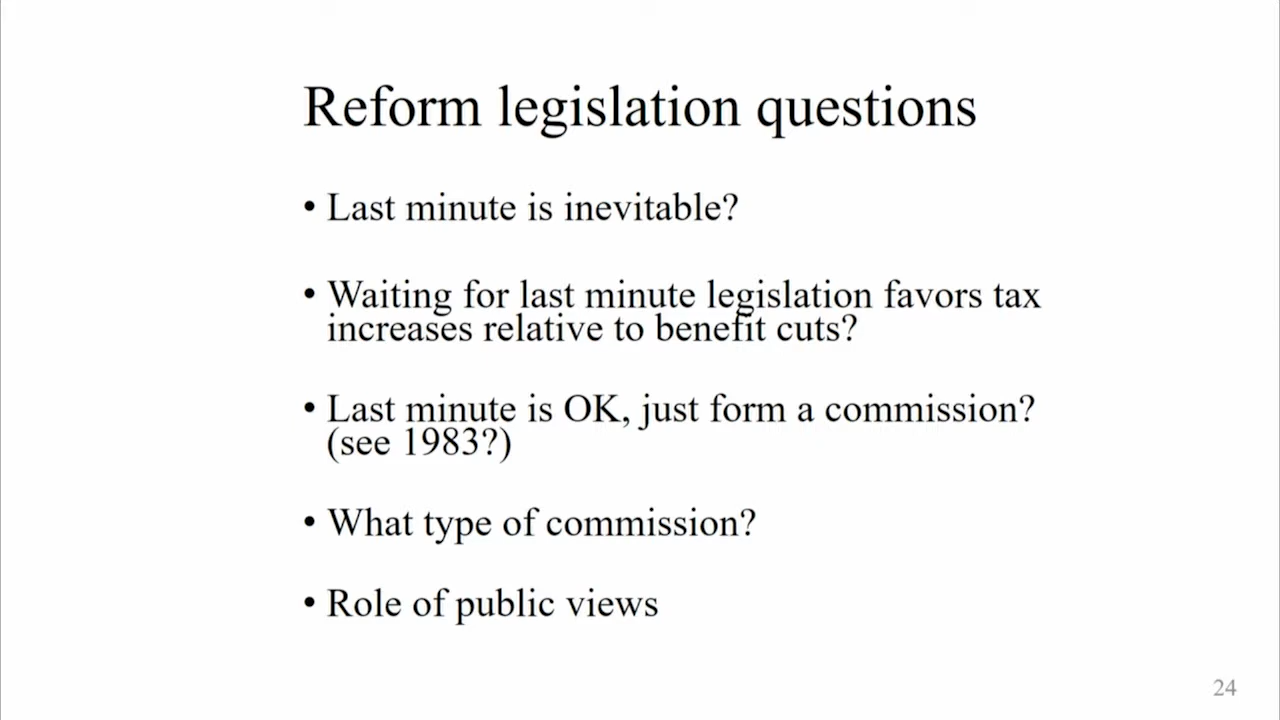 Reform legislation questions
• Last minute is inevitable?
• Waiting for last minute legislation favors tax
increases relative to benefit cuts?
• Last minute is OK, just form a commission?
(see 1983?)
• What type of commission?
• Role of public views
24